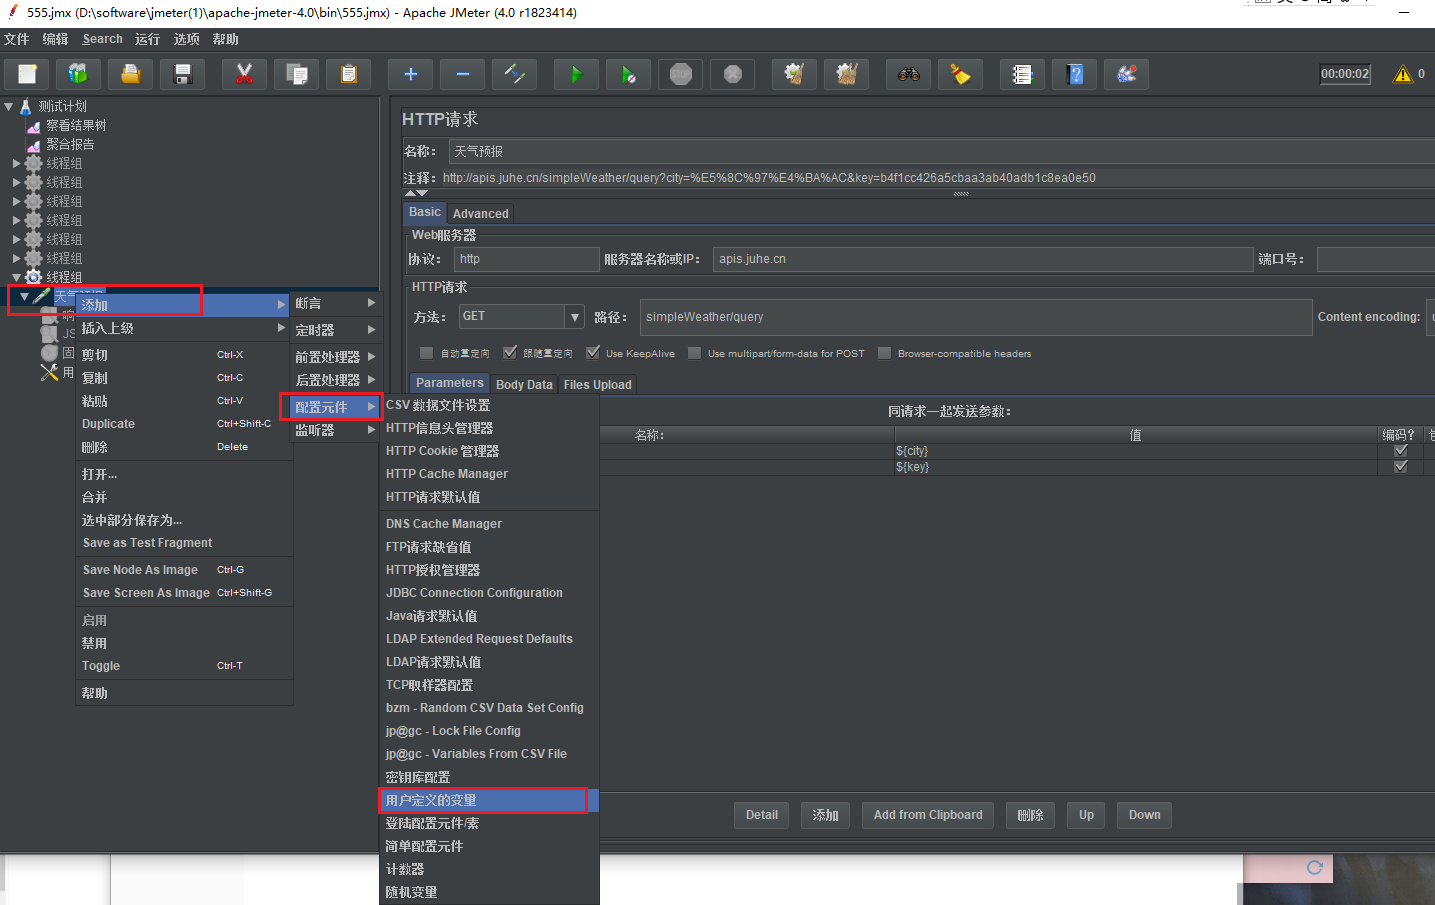 555.jmx (D:\software\jmeter(1)\apache-jmeter-4.0\bin\555.jmx) - Apache JMeter (4.0 r1823414)
文件 编辑 Search 运行 选项 帮助
STOP
00:00:02
0
测试计划
察看结果树
聚合报告
线程组
线程组
线程组
线程组
线程组
线程组
线程组
响
JS
固
用
添加
插入上级
剪切 Ctrl-X
复制 Ctrl-C
粘贴 Ctrl-V
Duplicate Ctrl+Shift-C
删除 Delete
打开...
合并
选中部分保存为...
Save as Test Fragment
Save Node As Image Ctrl-G
Save Screen As Image Ctrl+Shift-G
启用
禁用
Toggle Ctrl-T
帮助
断言
定时器
前置处理器
后置处理器
配置元件
监听器
CSV 数据文件设置
HTTP信息头管理器
HTTP Cookie 管理器
HTTP Cache Manager
HTTP请求默认值
DNS Cache Manager
FTP请求缺省值
HTTP授权管理器
JDBC Connection Configuration
Java请求默认值
LDAP Extended Request Defaults
LDAP请求默认值
TCP取样器配置
bzm - Random CSV Data Set Config
jp@gc - Lock File Config
jp@gc - Variables From CSV File
密钥库配置
用户定义的变量
登陆配置元件/素
简单配置元件
计数器
随机变量
HTTP请求
名称： 天气预报
注释： http://apis.juhe.cn/simpleWeather/query?city=%E5%8C%97%E4%BA%AC&key=b4f1cc426a5cbaa3ab40adb1c8ea0e50
Basic Advanced
Web服务器
协议： http 服务器名称或IP： apis.juhe.cn 端口号：
HTTP请求
方法： GET 路径： simpleWeather/query Content encoding:
自动重定向 跟随重定向 Use KeepAlive Use multipart/form-data for POST Browser-compatible headers
Parameters Body Data Files Upload
同请求一起发送参数:
名称: 值 编码?
${city}
${key}
Detail 添加 Add from Clipboard 删除 Up Down